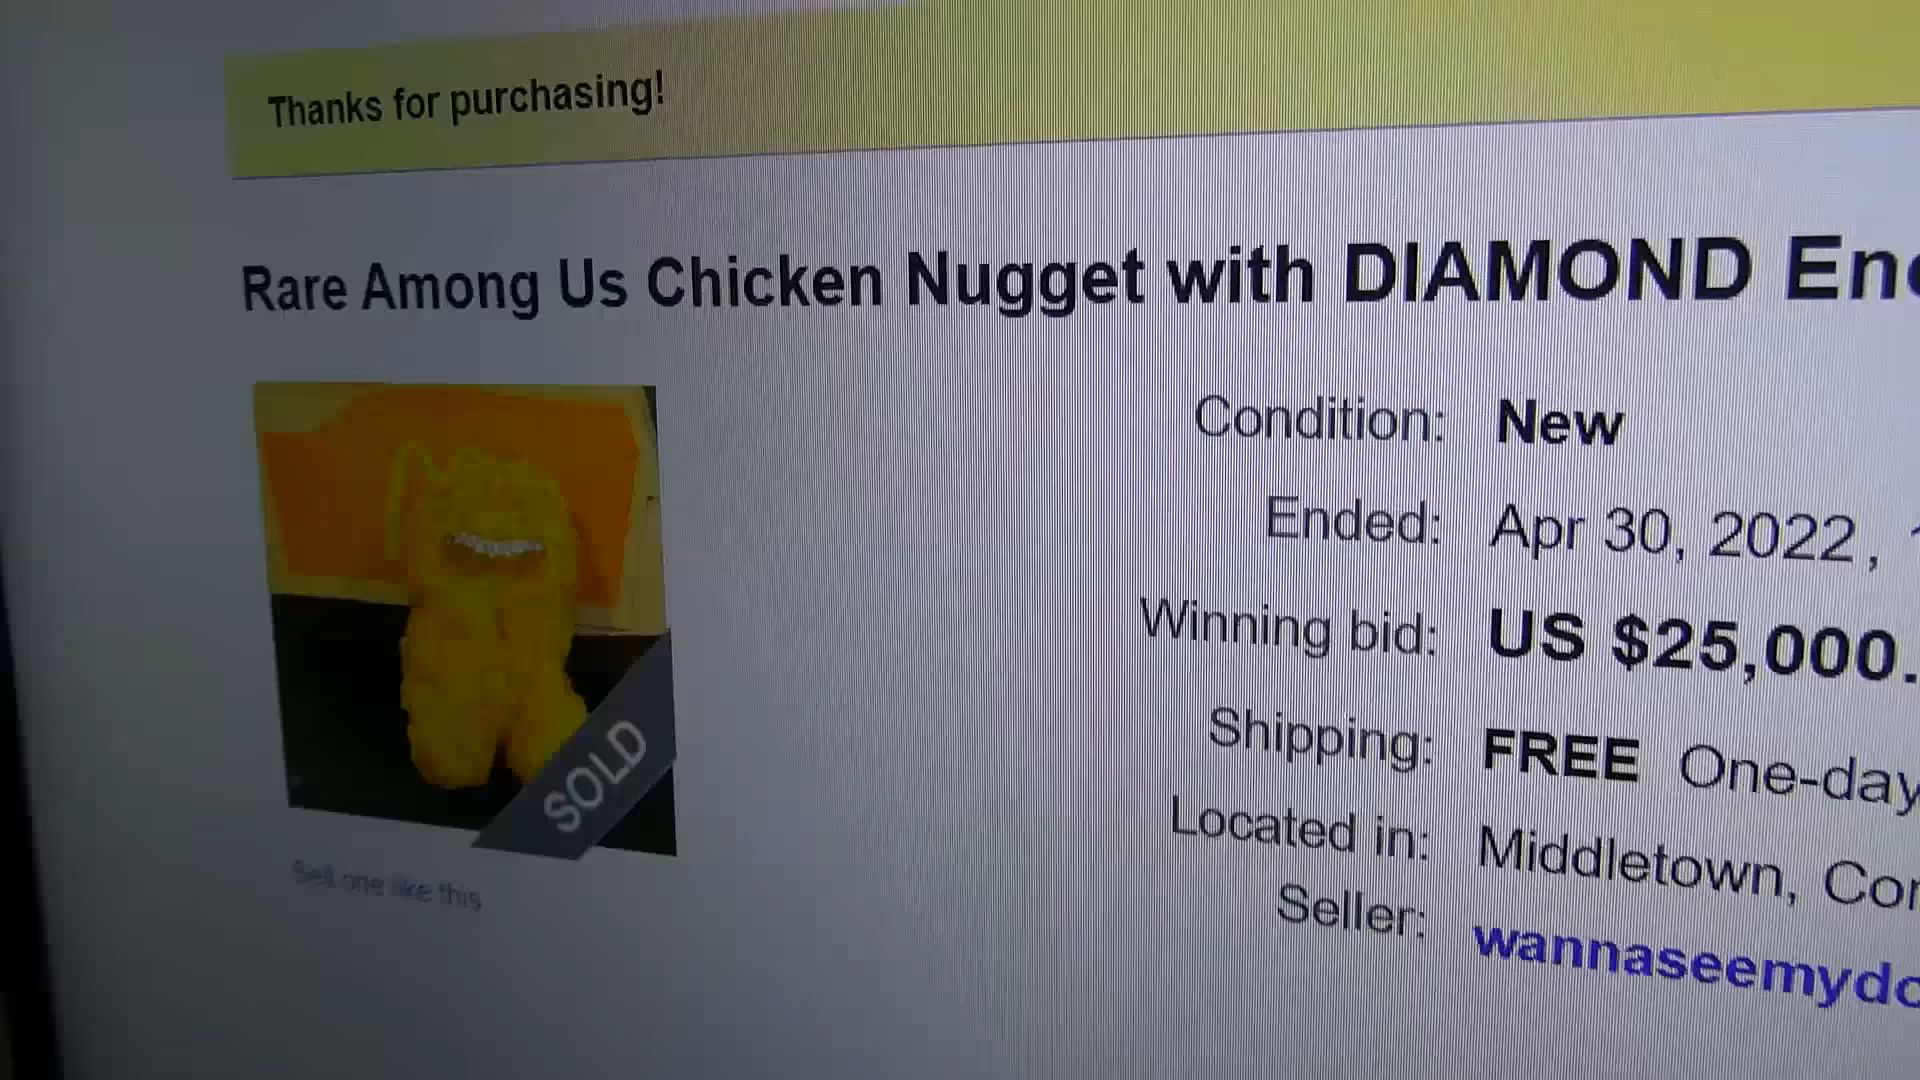 Thanks for purchasing!
Rare Among Us Chicken Nugget with DIAMOND
Condition: New
Ended: Apr 30, 2022,
Winning bid: US $25,000.
Shipping: FREE One-day
Located in: Middletown,
Seller: wannaseemydo
SOLD
Sell one like this